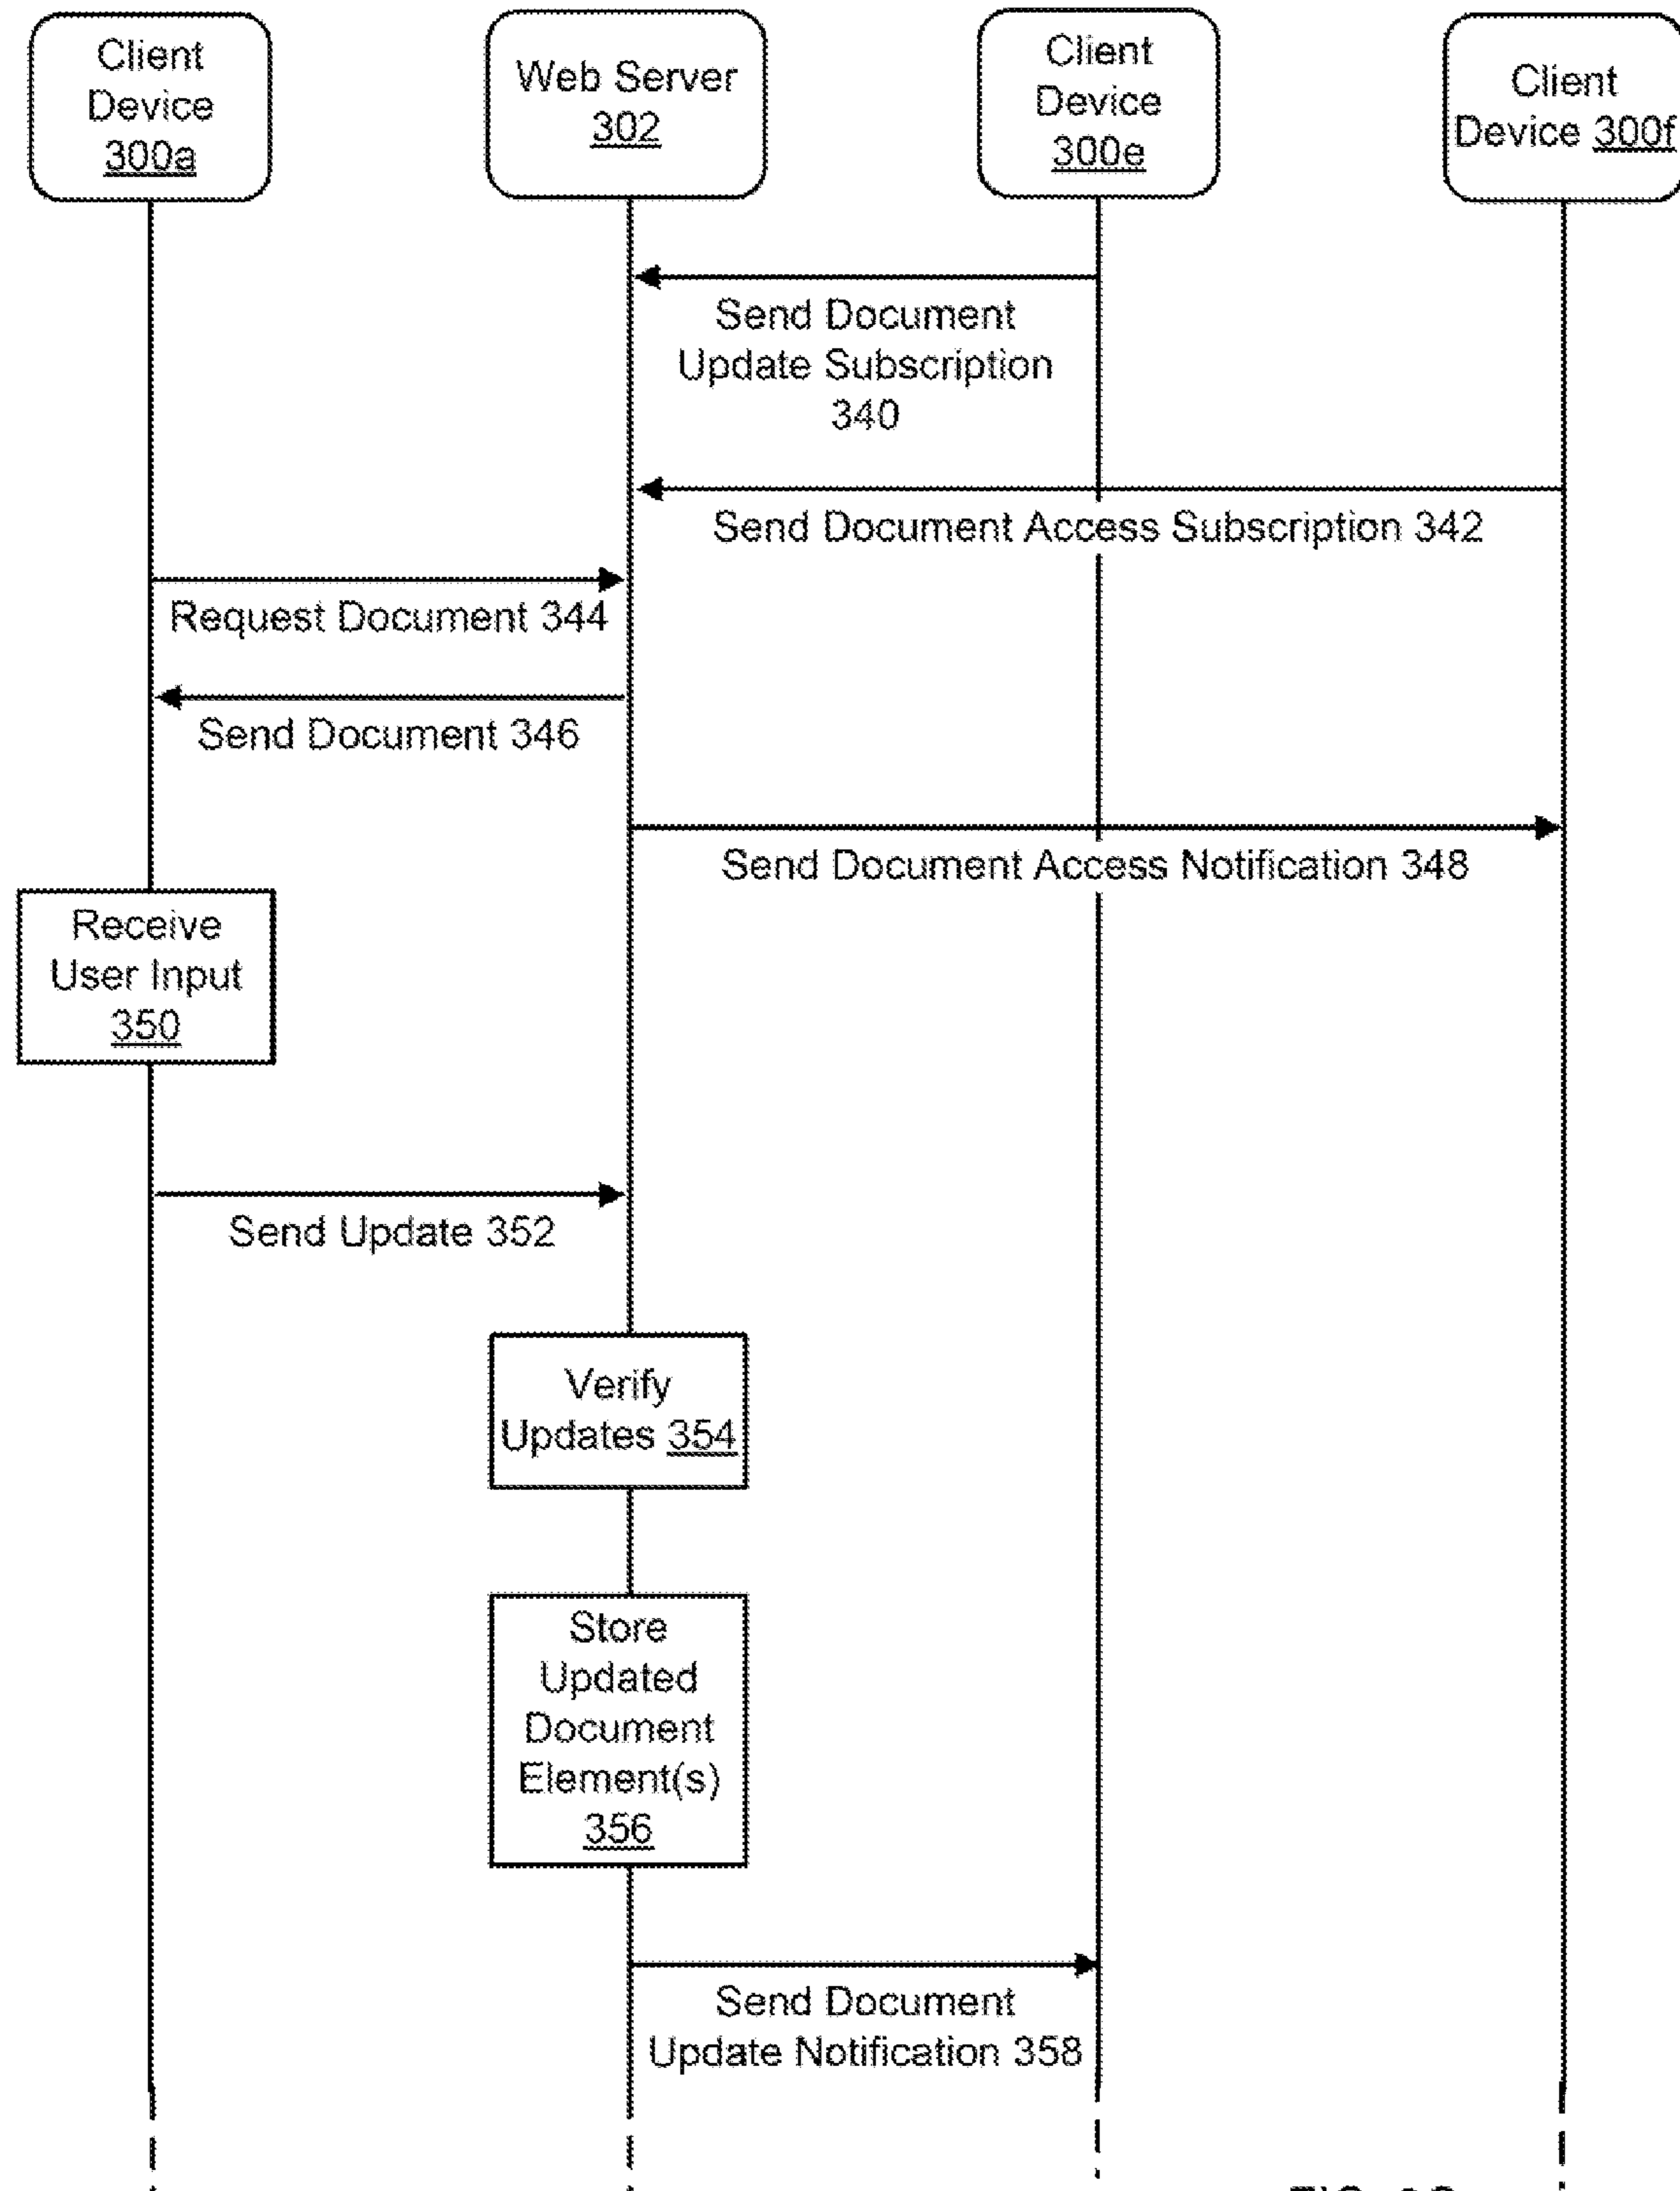 Client
Device
300a
Web Server
302
Client
Device
300e
Client
Device 300f
Send Document
Update Subscription
340
Send Document Access Subscription 342
Request Document 344
Send Document 346
Send Document Access Notification 348
Receive
User Input
350
Send Update 352
Verify
Updates 354
Store
Updated
Document
Element(s)
356
Send Document
Update Notification 358